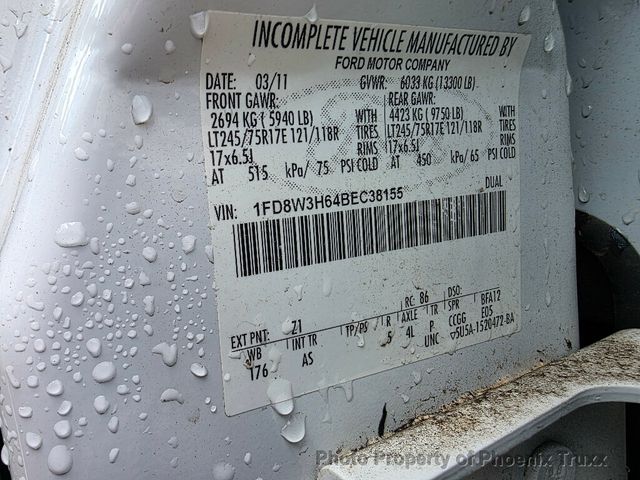 INCOMPLETE VEHICLE MANUFACTURED BY
FORD MOTOR COMPANY
DATE: 03/11 GVWR: 6033 KG (13300 LB)
FRONT GAWR: REAR GAWR:
2694 KG ( 5940 LB) WITH 4423 KG ( 9750 LB) WITH
LT245/75R17E 121/118R TIRES LT245/75R17E 121/118R TIRES
17x6.5J RIMS 17x6.5J RIMS
AT 515 kPa/ 75 PSI COLD AT 450 kPa/ 65 PSI COLD
VIN: 1FD8W3H64BEC38155 DUAL
EXT PNT: Z1 RC: 86 DSO:
WB INT TR TP/PS R AXLE TR SPR BFA12
176 AS 5 4L P CCGG E05
UNC
Photo Property of Phoenix Truxx